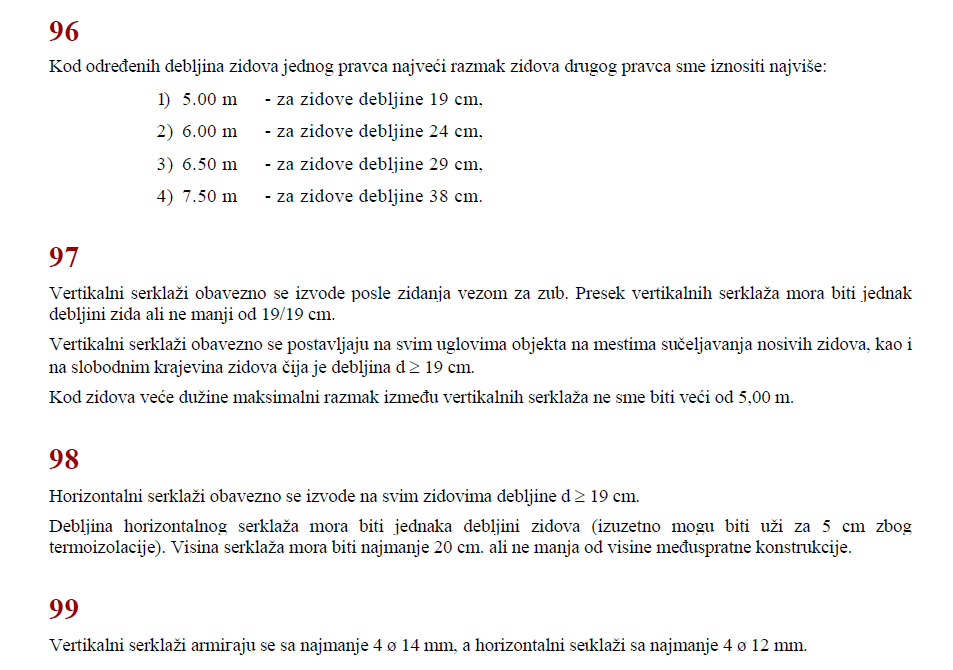 96
Kod određenih debljina zidova jednog pravca najveći razmak zidova drugog pravca sme iznositi najviše:
1) 5.00 m - za zidove debljine 19 cm,
2) 6.00 m - za zidove debljine 24 cm,
3) 6.50 m - za zidove debljine 29 cm,
4) 7.50 m - za zidove debljine 38 cm.
97
Vertikalni serklaži obavezno se izvode posle zidanja vezom za zub. Presek vertikalnih serklaža mora biti jednak
debljini zida ali ne manji od 19/19 cm.
Vertikalni serklaži obavezno se postavljaju na svim uglovima objekta na mestima sučeljavanja nosivih zidova, kao i
na slobodnim krajevina zidova čija je debljina d ≥ 19 cm.
Kod zidova veće dužine maksimalni razmak između vertikalnih serklaža ne sme biti veći od 5,00 m.
98
Horizontalni serklaži obavezno se izvode na svim zidovima debljine d ≥ 19 cm.
Debljina horizontalnog serklaža mora biti jednaka debljini zidova (izuzetno mogu biti uži za 5 cm zbog
termoizolacije). Visina serklaža mora biti najmanje 20 cm. ali ne manja od visine međuspratne konstrukcije.
99
Vertikalni serklaži armiraju se sa najmanje 4 ø 14 mm, a horizontalni setklaži sa najmanje 4 ø 12 mm.